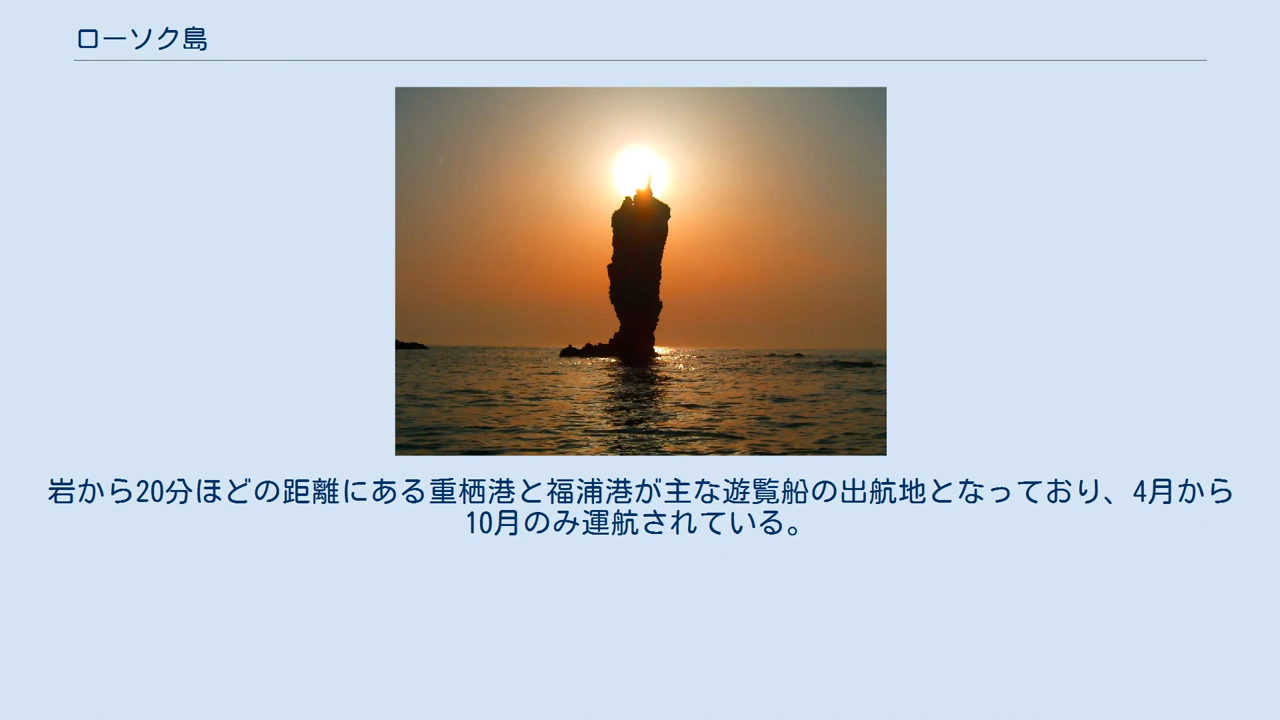 ローソク島
岩から20分ほどの距離にある重栖港と福浦港が主な遊覧船の出航地となっており、4月から
10月のみ運航されている。